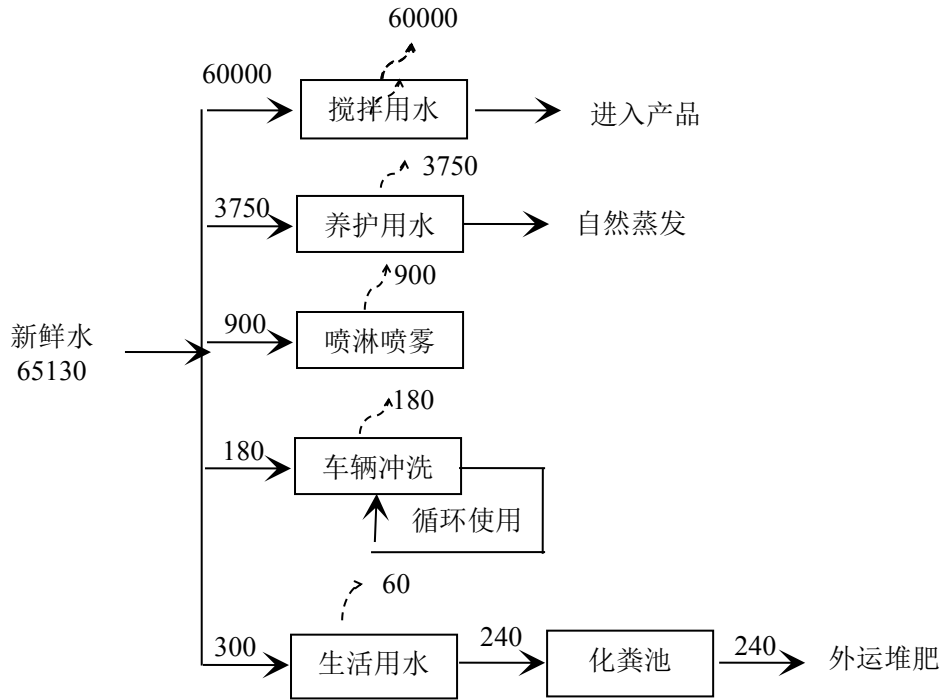 60000
60000
搅拌用水
进入产品
3750
3750
养护用水
自然蒸发
900
900
喷淋喷雾
新鲜水
65130
180
180
车辆冲洗
循环使用
60
300
生活用水
240
化粪池
240
外运堆肥